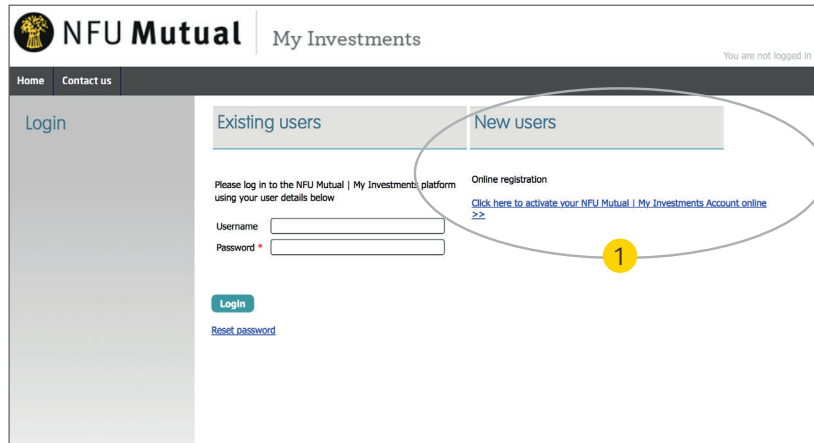 NFU Mutual
My Investments
You are not logged in
Home Contact us
Login
Existing users
New users
Please log in to the NFU Mutual | My Investments platform
using your user details below
Username
Password *
Login
Reset password
Online registration
Click here to activate your NFU Mutual | My Investments Account online
>>
1